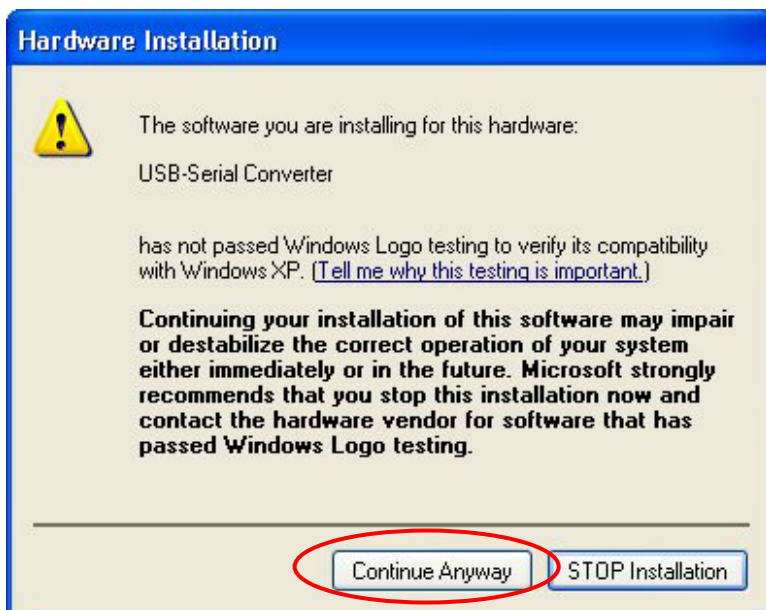 Hardware Installation
The software you are installing for this hardware:
USB-Serial Converter
has not passed Windows Logo testing to verify its compatibility
with Windows XP. (Tell me why this testing is important.)
Continuing your installation of this software may impair
or destabilize the correct operation of your system
either immediately or in the future. Microsoft strongly
recommends that you stop this installation now and
contact the hardware vendor for software that has
passed Windows Logo testing.
Continue Anyway STOP Installation